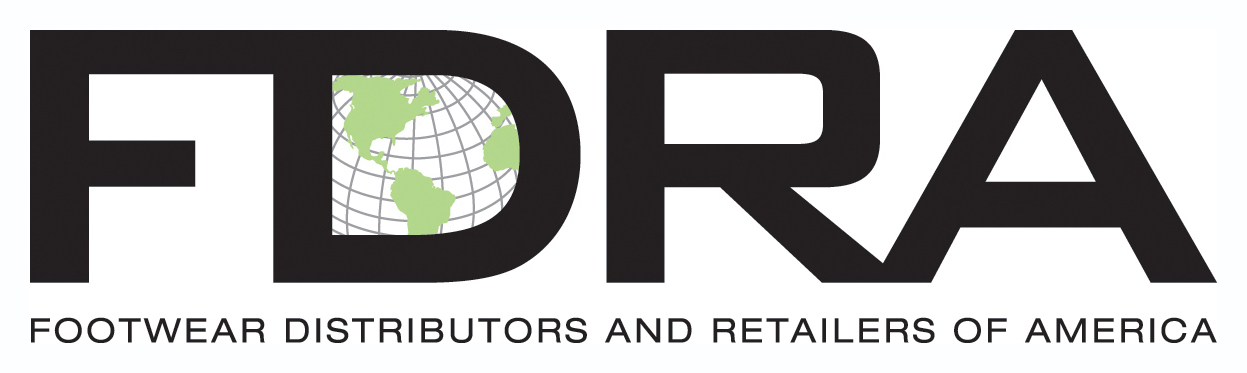 FDRA
FOOTWEAR DISTRIBUTORS AND RETAILERS OF AMERICA